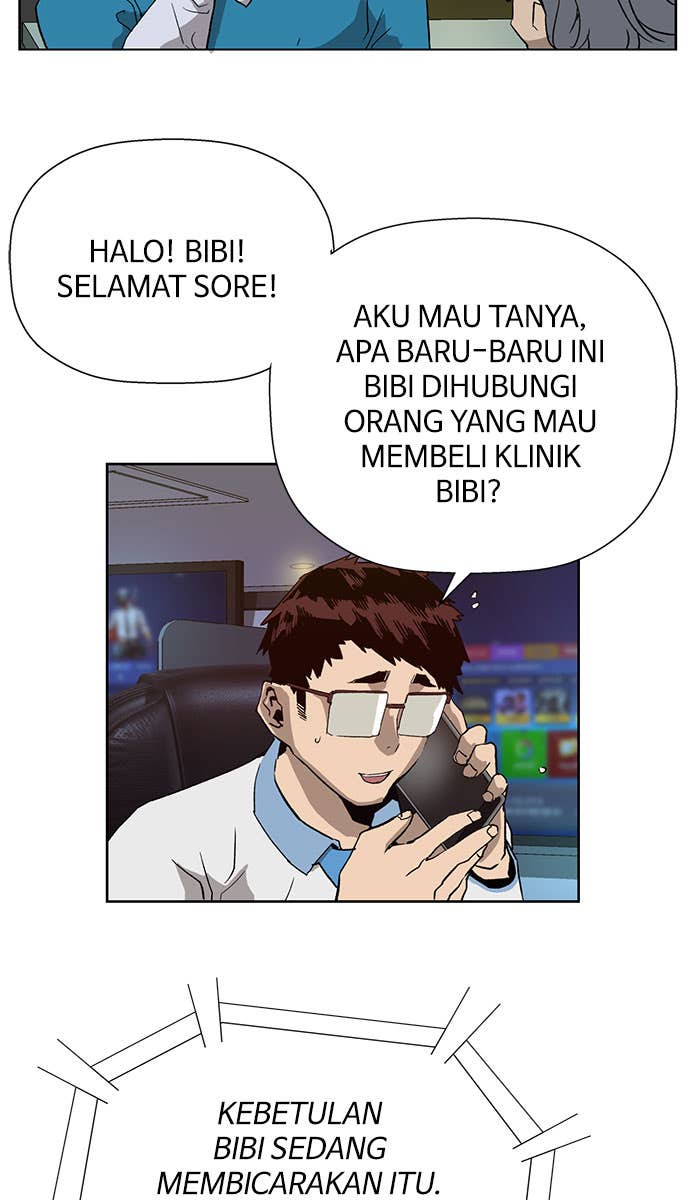 HALO! BIBI!
SELAMAT SORE!
AKU MAU TANYA,
APA BARU-BARU INI
BIBI DIHUBUNGI
ORANG YANG MAU
MEMBELI KLINIK
BIBI?
KEBETULAN
BIBI SEDANG
MEMBICARAKAN ITU.